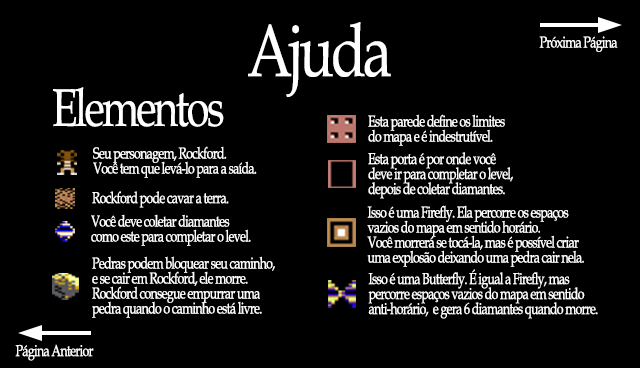 Ajuda
Próxima Página
Elementos
Seu personagem, Rockford.
Você tem que levá-lo para a saída.
Rockford pode cavar a terra.
Você deve coletar diamantes
como este para completar o level.
Pedras podem bloquear seu caminho,
e se cair em Rockford, ele morre.
Rockford consegue empurrar uma
pedra quando o caminho está livre.
Esta parede define os limites
do mapa e é indestrutível.
Esta porta é por onde você
deve ir para completar o level,
depois de coletar diamantes.
Isso é uma Firefly. Ela percorre os espaços
vazios do mapa em sentido horário.
Você morrerá se tocá-la, mas é possível criar
uma explosão deixando uma pedra cair nela.
Isso é uma Butterfly. É igual a Firefly, mas
percorre espaços vazios do mapa em sentido
anti-horário, e gera 6 diamantes quando morre.
Página Anterior